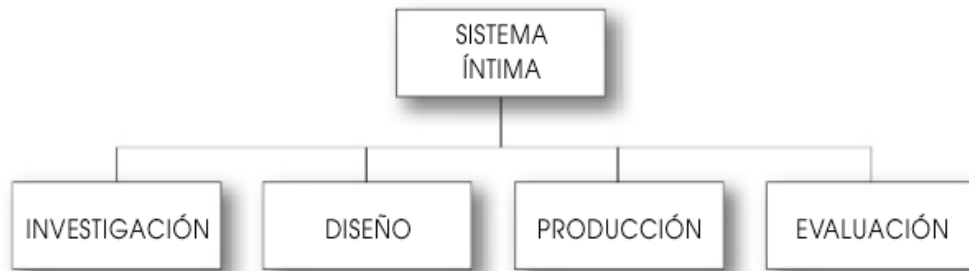 SISTEMA
ÍNTIMA
INVESTIGACIÓN
DISEÑO
PRODUCCIÓN
EVALUACIÓN